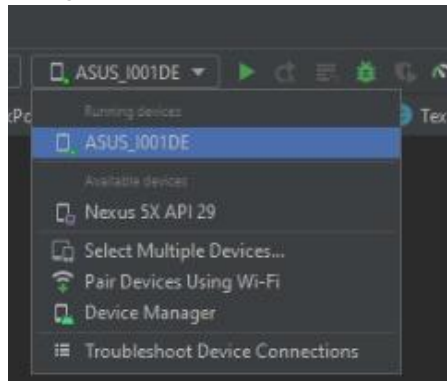 ASUS_I001DE
Running devices
ASUS_I001DE
Tex
Available devices
Nexus 5X API 29
Select Multiple Devices...
Pair Devices Using Wi-Fi
Device Manager
Troubleshoot Device Connections